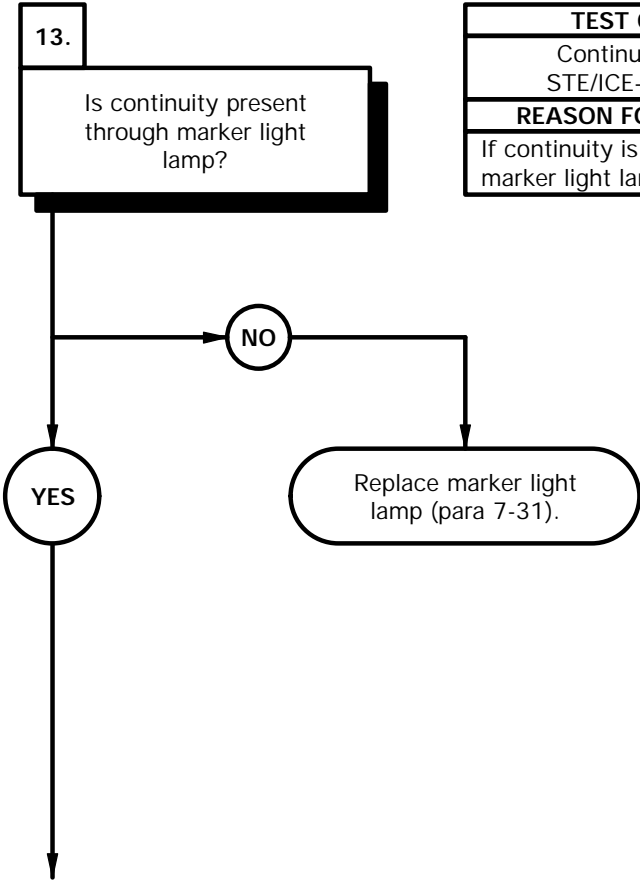 13.
Is continuity present
through marker light
lamp?
TEST
Continu
STE/ICE-
REASON FO
If continuity is
marker light la
NO
YES
Replace marker light
lamp (para 7-31).